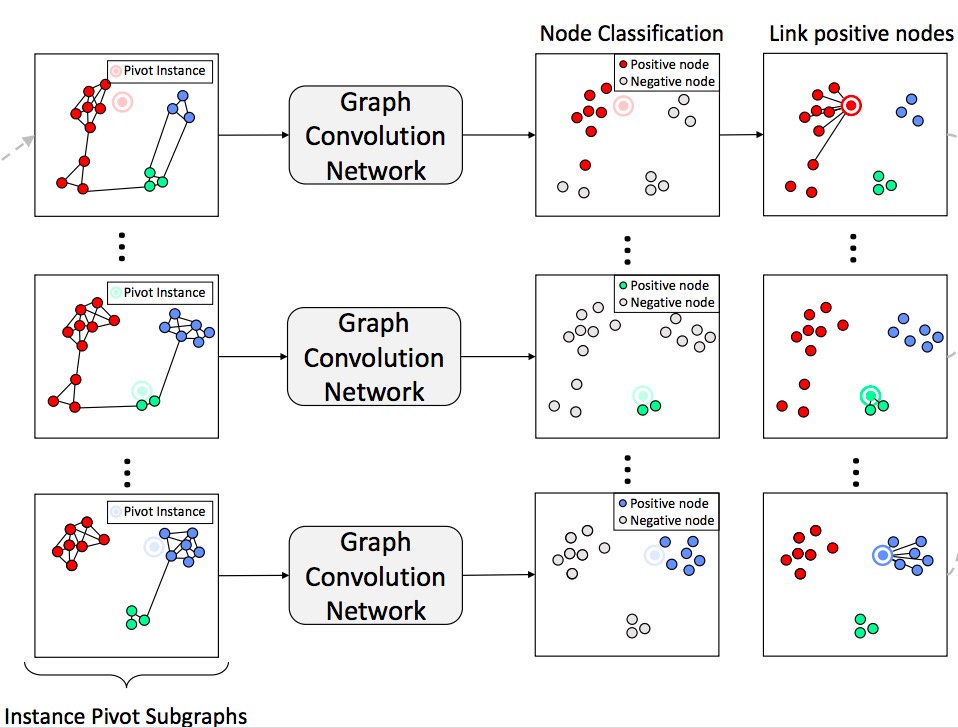 Node Classification
Link positive nodes
Pivot Instance
Graph
Convolution
Network
Positive node
Negative node
Pivot Instance
Graph
Convolution
Network
Positive node
Negative node
Pivot Instance
Graph
Convolution
Network
Positive node
Negative node
Instance Pivot Subgraphs